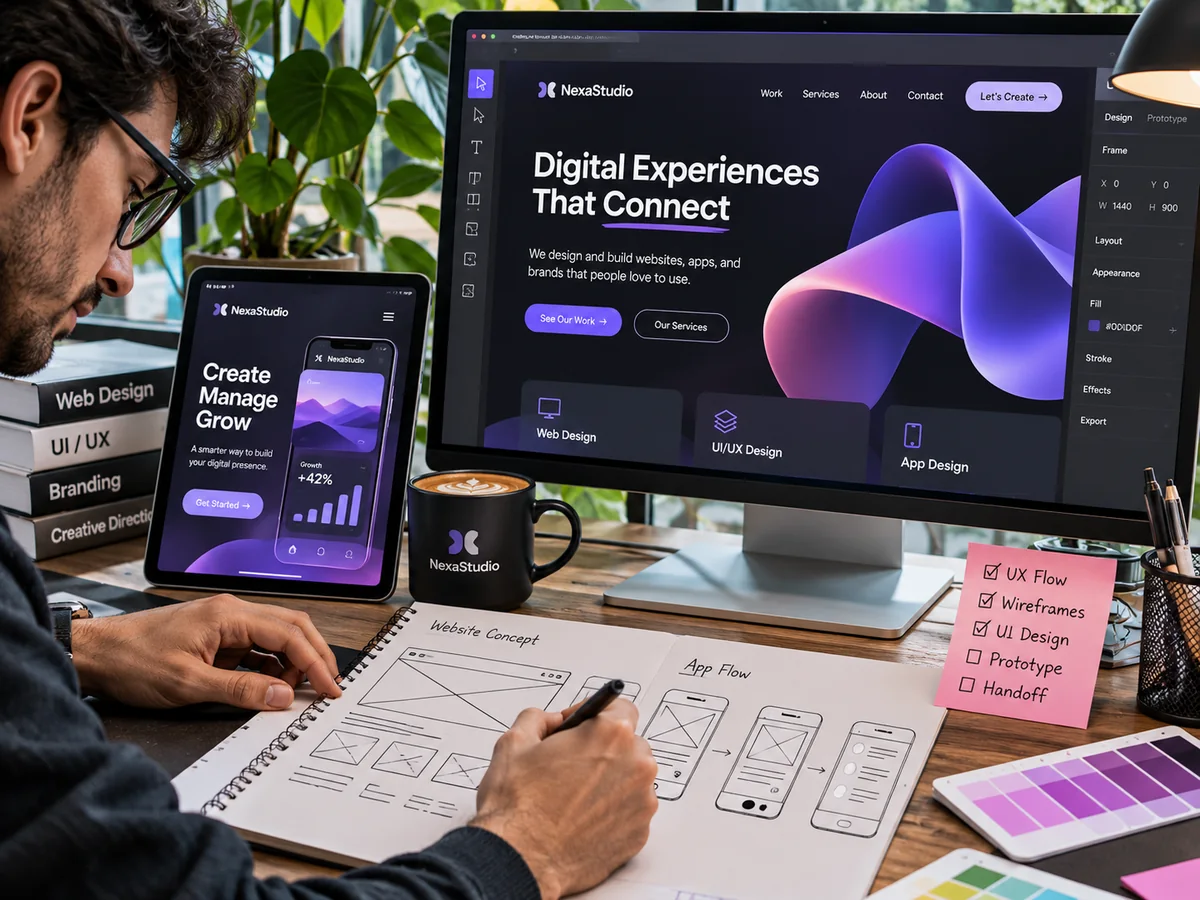 NexaStudio
Work
Services
About
Contact
Let's Create →
Digital Experiences
That Connect
We design and build websites, apps, and
brands that people love to use.
See Our Work →
Our Services
Web Design
UI/UX Design
App Design
Design
Prototype
Frame
X 0
Y 0
W 1440
H 900
Layout
Appearance
Fill
Stroke
Effects
Export
NexaStudio
Create
Manage
Grow
A smarter way to build
your digital presence.
Get Started →
NexaStudio
Growth
+42%
Web Design
UI / UX
Branding
Creative Directio
NexaStudio
Website Concept
App Flow
☑ UX Flow
☑ Wireframes
☑ UI Design
☐ Prototype
☐ Handoff